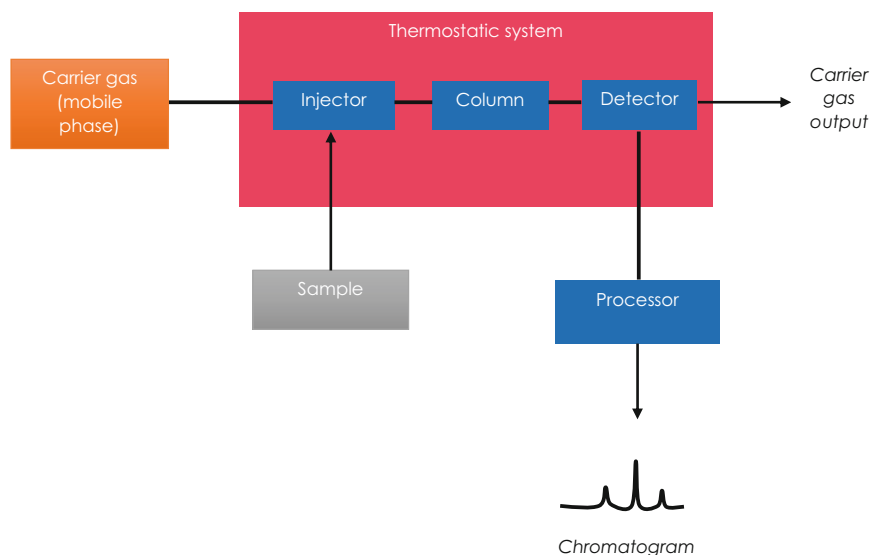 Thermostatic system
Carrier gas
(mobile
phase)
Injector
Column
Detector
Carrier
gas
output
Sample
Processor
Chromatogram